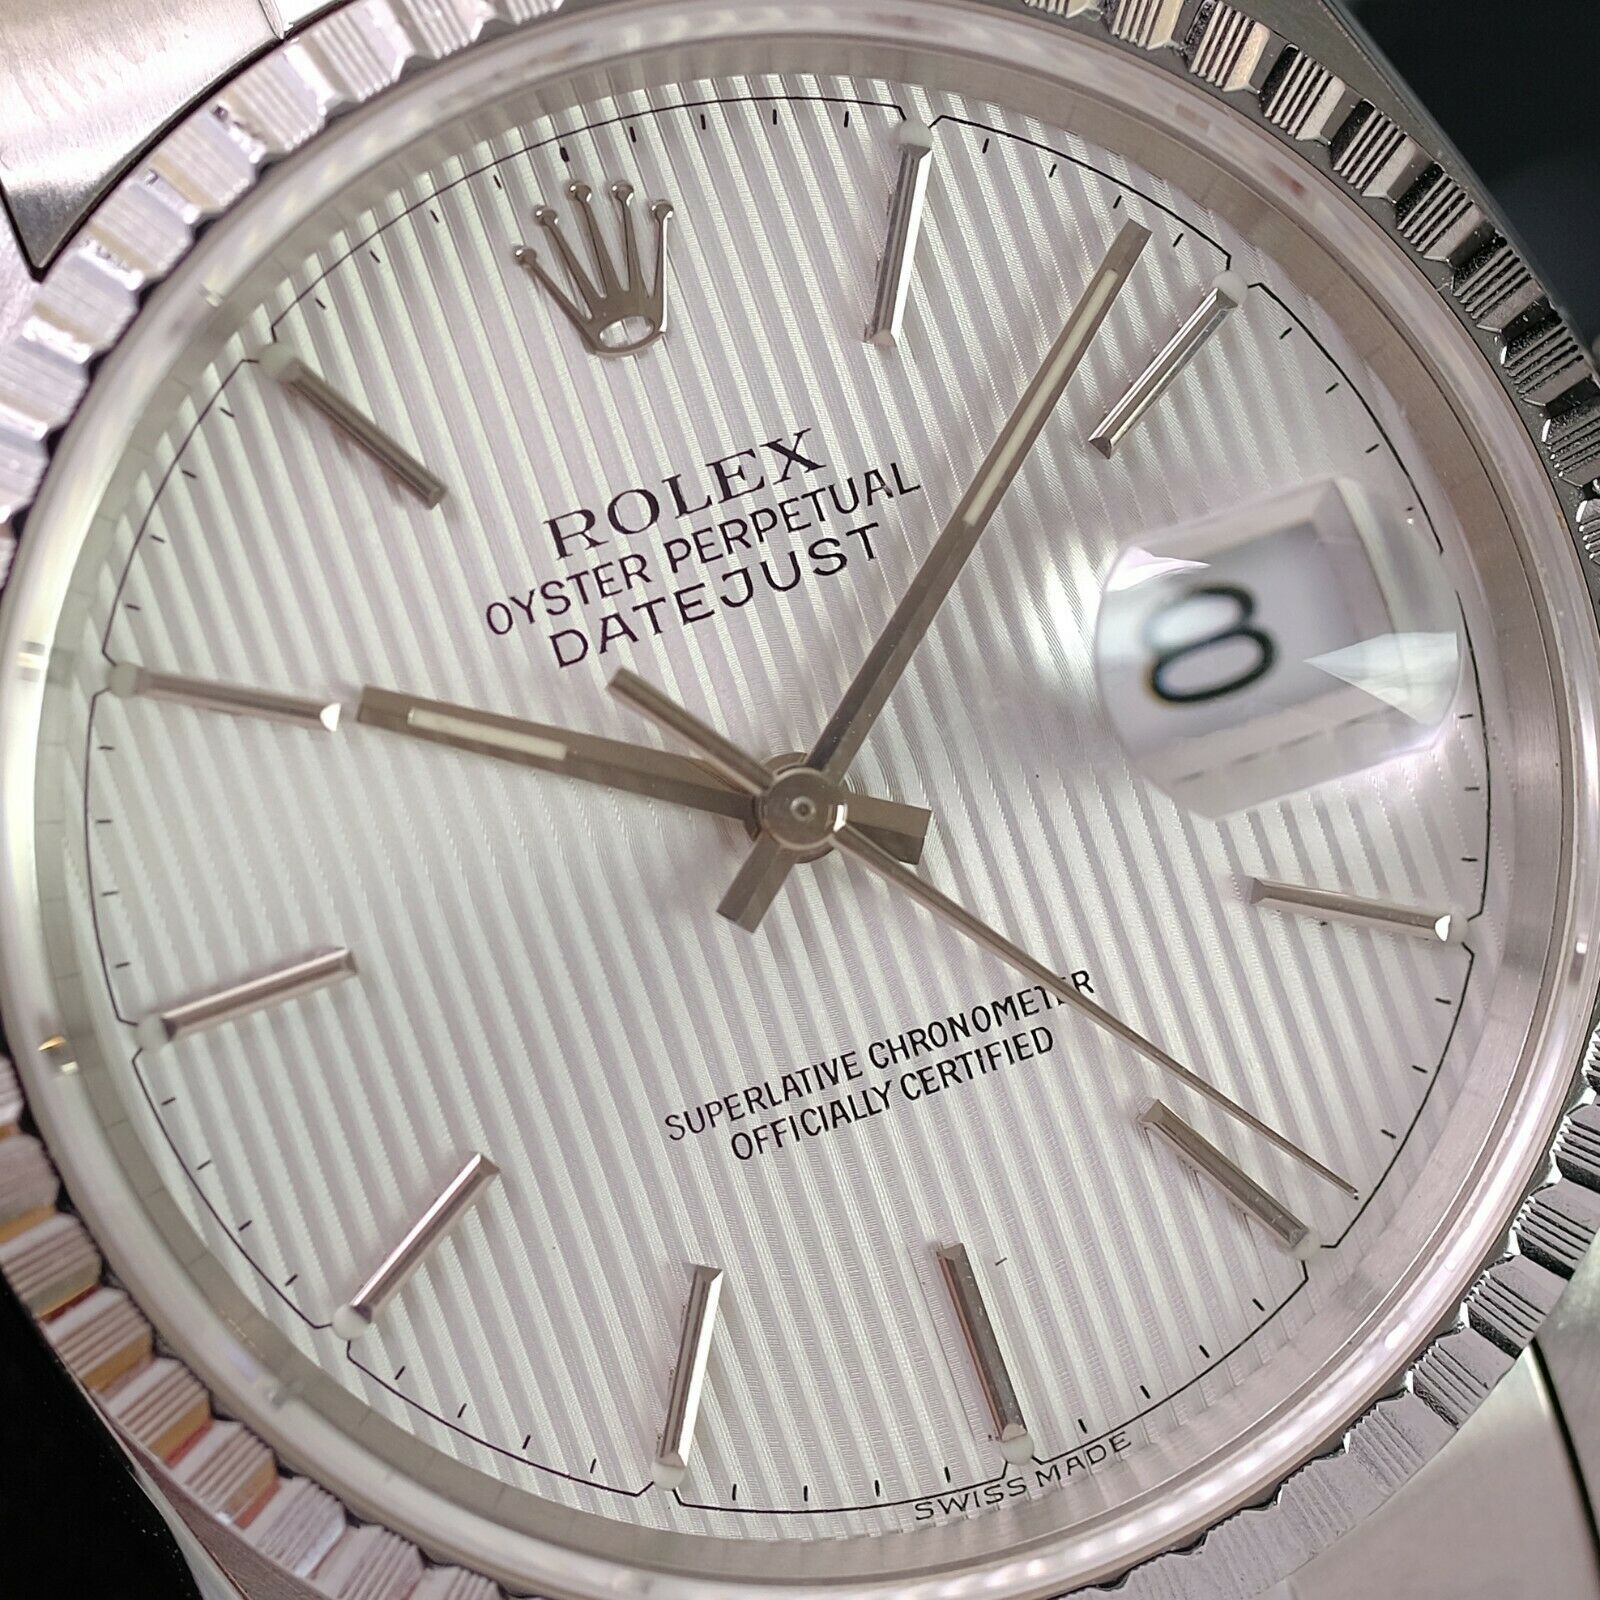 ROLEX
OYSTER PERPETUAL
DATEJUST
8
SUPERLATIVE CHRONOMETER
OFFICIALLY CERTIFIED
SWISS MADE